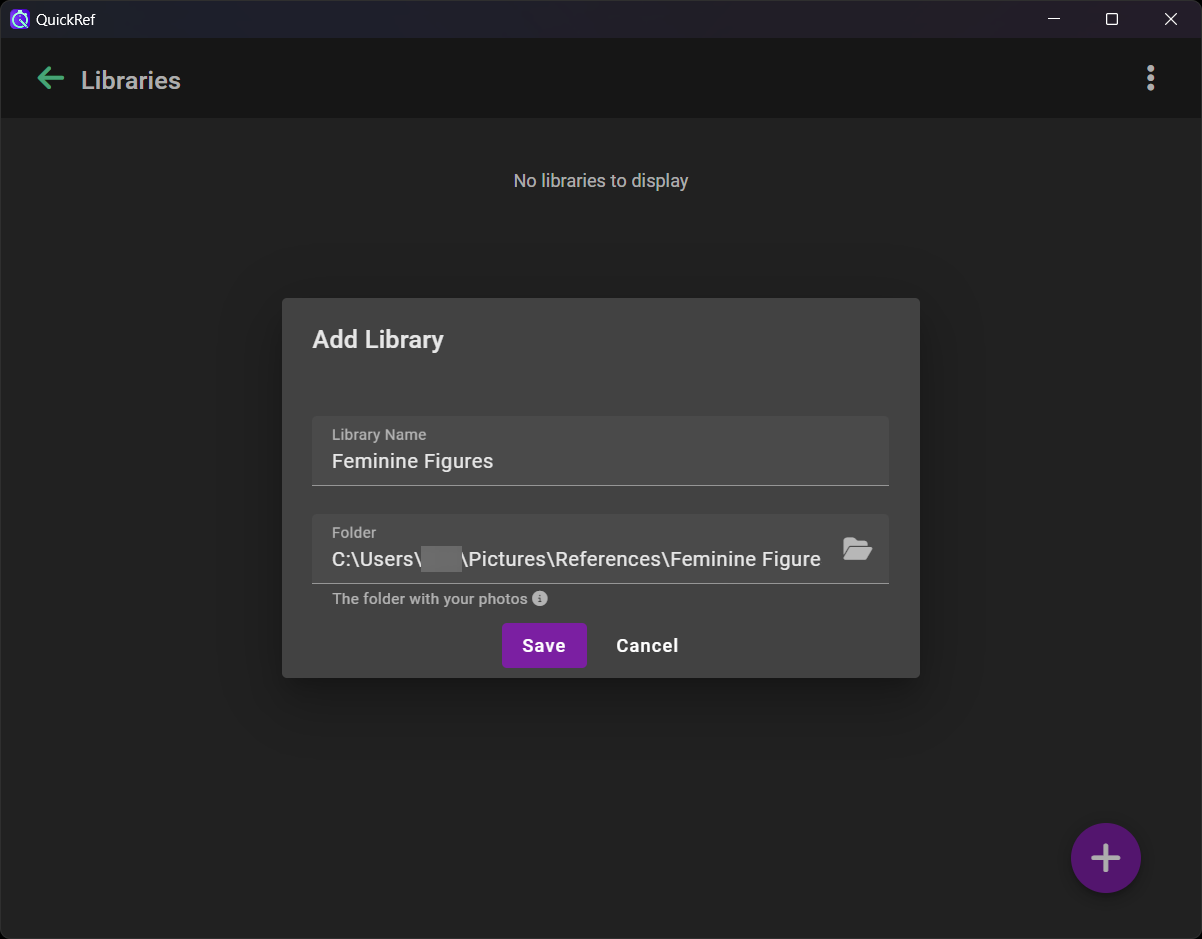 QuickRef
Libraries
No libraries to display
Add Library
Library Name
Feminine Figures
Folder
C:\Users\ \Pictures\References\Feminine Figure
The folder with your photos
Save Cancel